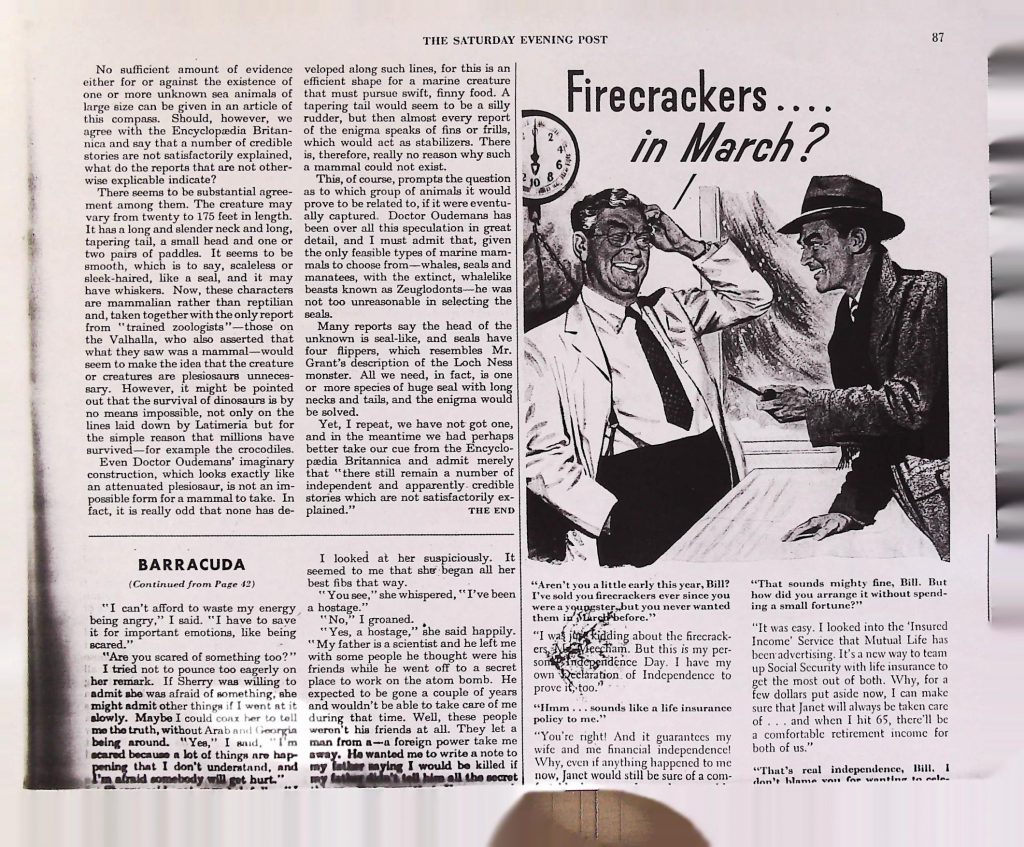 THE SATURDAY EVENING POST
87
No sufficient amount of evidence
either for or against the existence of
one or more unknown sea animals of
large size can be given in an article of
this compass. Should, however, we
agree with the Encyclopædia Britan-
nica and say that a number of credible
stories are not satisfactorily explained,
what do the reports that are not other-
wise explicable indicate?
There seems to be substantial agree-
ment among them. The creature may
vary from twenty to 175 feet in length.
It has a long and slender neck and long,
tapering tail, a small head and one or
two pairs of paddles. It seems to be
smooth, which is to say, scaleless or
sleek-haired, like a seal, and it may
have whiskers. Now, these characters
are mammalian rather than reptilian
and, taken together with the only report
from "trained zoologists"—those on
the Valhalla, who also asserted that
what they saw was a mammal—would
seem to make the idea that the creature
or creatures are plesiosaurs unneces-
sary. However, it might be pointed
out that the survival of dinosaurs is by
no means impossible, not only on the
lines laid down by Latimeria but for
the simple reason that millions have
survived—for example the crocodiles.
Even Doctor Oudemans' imaginary
construction, which looks exactly like
an attenuated plesiosaur, is not an im-
possible form for a mammal to take. In
fact, it is really odd that none has de-
veloped along such lines, for this is an
efficient shape for a marine creature
that must pursue swift, finny food. A
tapering tail would seem to be a silly
rudder, but then almost every report
of the enigma speaks of fins or frills,
which would act as stabilizers. There
is, therefore, really no reason why such
a mammal could not exist.
This, of course, prompts the question
as to which group of animals it would
prove to be related to, if it were eventu-
ally captured. Doctor Oudemans has
been over all this speculation in great
detail, and I must admit that, given
the only feasible types of marine mam-
mals to choose from—whales, seals and
manatees, with the extinct, whalelike
beasts known as Zeuglodonts—he was
not too unreasonable in selecting the
seals.
Many reports say the head of the
unknown is seal-like, and seals have
four flippers, which resembles Mr.
Grant's description of the Loch Ness
monster. All we need, in fact, is one
or more species of huge seal with long
necks and tails, and the enigma would
be solved.
Yet, I repeat, we have not got one,
and in the meantime we had perhaps
better take our cue from the Encyclo-
pædia Britannica and admit merely
that "there still remain a number of
independent and apparently credible
stories which are not satisfactorily ex-
plained." THE END
BARRACUDA
(Continued from Page 42)
"I can't afford to waste my energy
being angry," I said. "I have to save
it for important emotions, like being
scared."
"Are you scared of something too?"
I tried not to pounce too eagerly on
her remark. If Sherry was willing to
admit she was afraid of something, she
might admit other things if I went at it
slowly. Maybe I could coax her to tell
me the truth, without Arab and Georgia
being around. "Yes," I said, "I'm
scared because a lot of things are hap-
pening that I don't understand, and
I'm afraid somebody will get hurt."
I looked at her suspiciously. It
seemed to me that she began all her
best fibs that way.
"You see," she whispered, "I've been
a hostage."
"No," I groaned.
"Yes, a hostage," she said happily.
"My father is a scientist and he left me
with some people he thought were his
friends while he went off to a secret
place to work on the atom bomb. He
expected to be gone a couple of years
and wouldn't be able to take care of me
during that time. Well, these people
weren't his friends at all. They let a
man from a—a foreign power take me
away. He wanted me to write a note to
my father saying I would be killed if
my father didn't tell him all the secret
Firecrackers ....
in March?
2
4
6
8
10
"Aren't you a little early this year, Bill?
I've sold you firecrackers ever since you
were a youngster, but you never wanted
them in March before."
"I was just kidding about the firecrack-
ers, Mr. Meecham. But this is my per-
sonal Independence Day. I have my
own Declaration of Independence to
prove it, too."
"Hmm . . . sounds like a life insurance
policy to me."
"You're right! And it guarantees my
wife and me financial independence!
Why, even if anything happened to me
now, Janet would still be sure of a com-
"That sounds mighty fine, Bill. But
how did you arrange it without spend-
ing a small fortune?"
"It was easy. I looked into the 'Insured
Income' Service that Mutual Life has
been advertising. It's a new way to team
up Social Security with life insurance to
get the most out of both. Why, for a
few dollars put aside now, I can make
sure that Janet will always be taken care
of . . . and when I hit 65, there'll be
a comfortable retirement income for
both of us."
"That's real independence, Bill. I
don't blame you for wanting to cele-